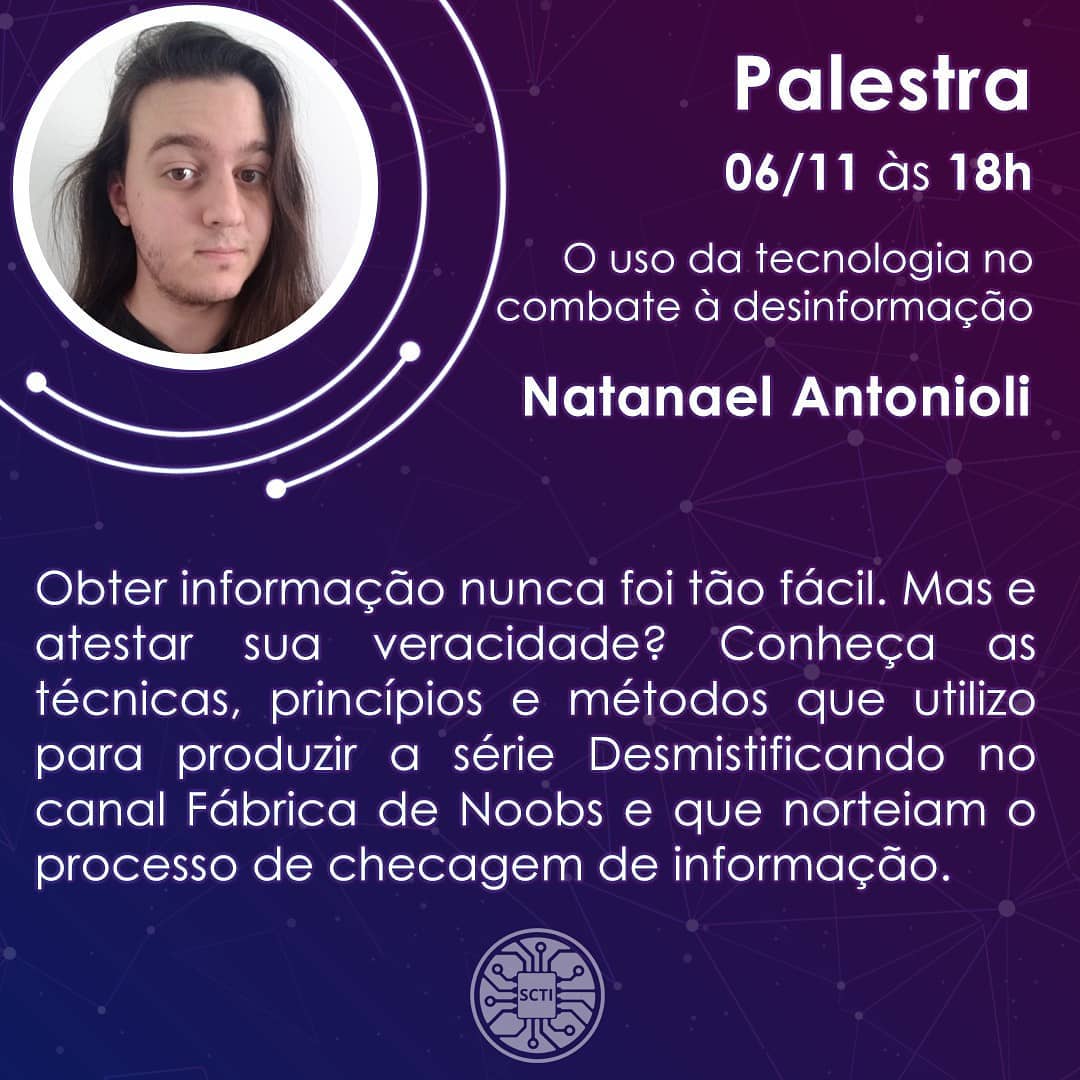 Palestra
06/11 às 18h
O uso da tecnologia no
combate à desinformação
Natanael Antonioli
Obter informação nunca foi tão fácil. Mas e
atestar sua veracidade? Conheça as
técnicas, princípios e métodos que utilizo
para produzir a série Desmistificando no
canal Fábrica de Noobs e que norteiam o
processo de checagem de informação.
SCTI